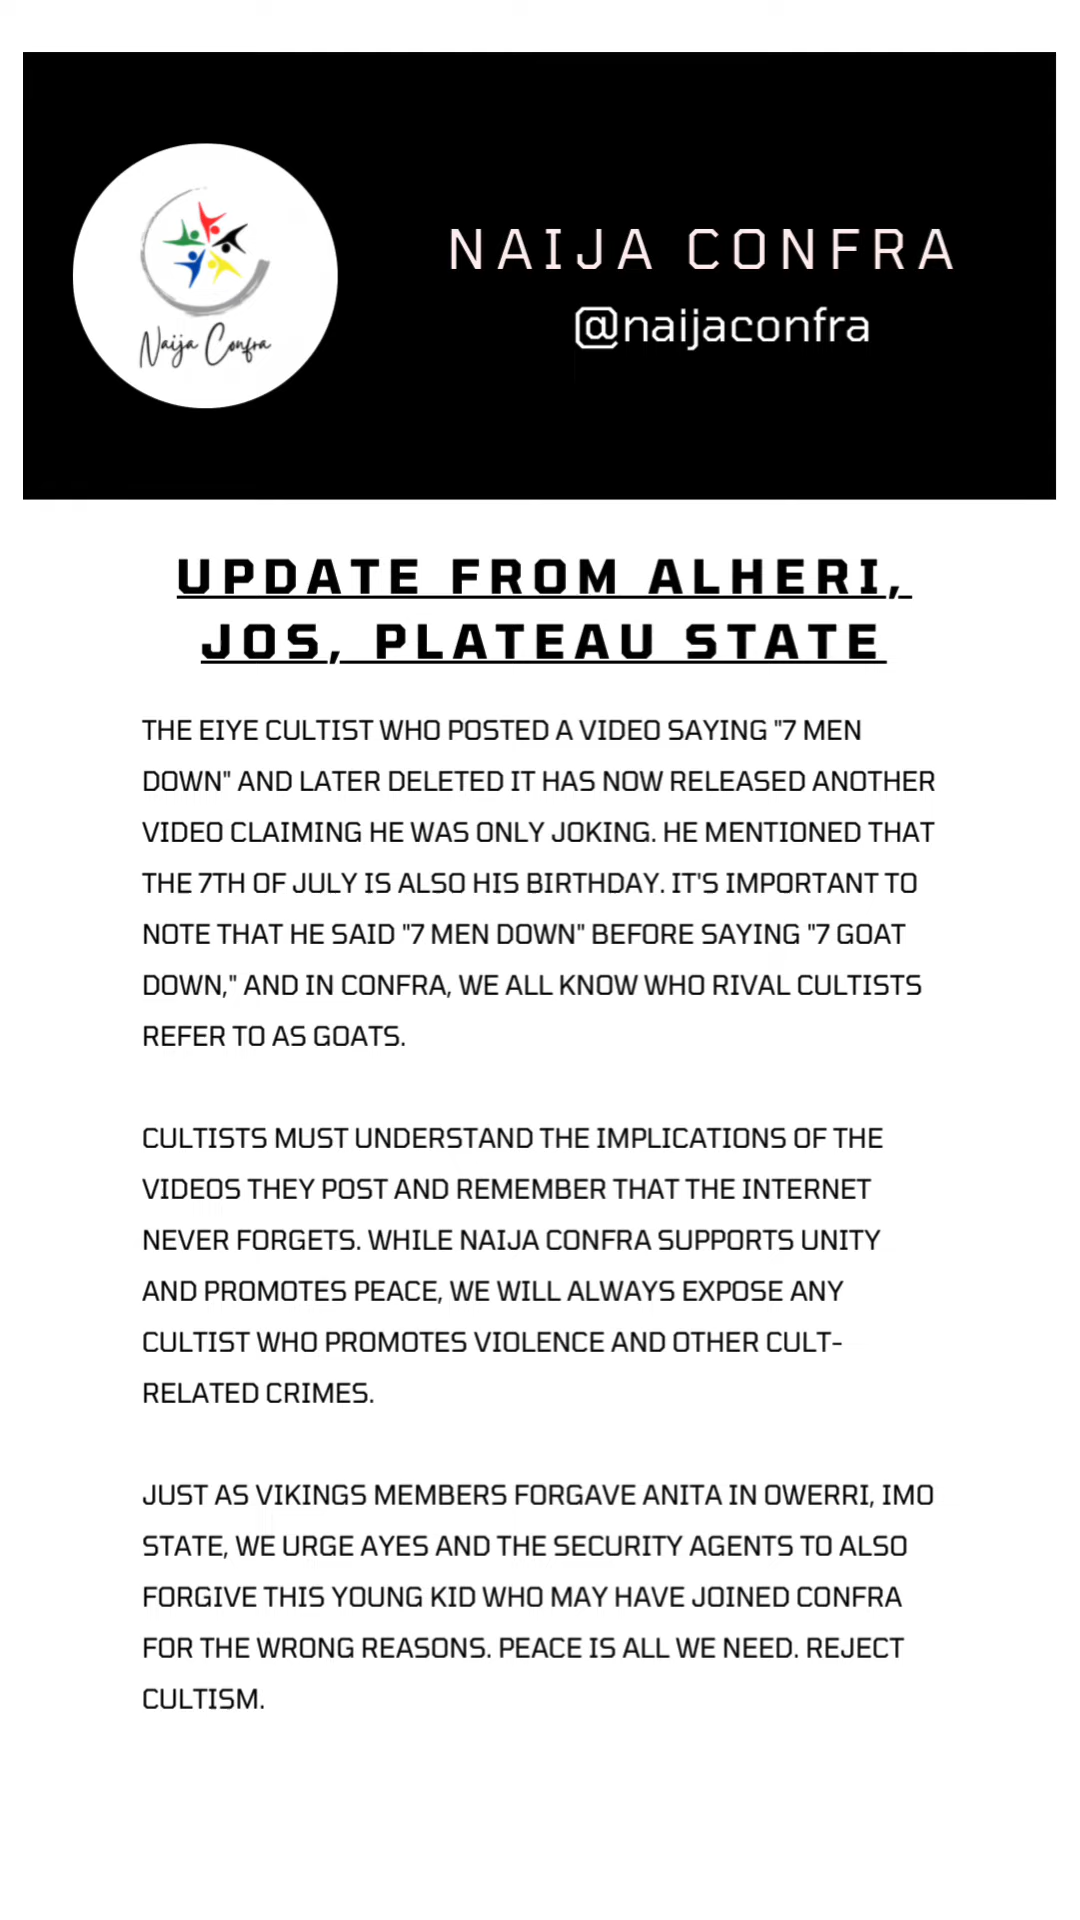 Naija Confra
NAIJA CONFRA
@naijaconfra
UPDATE FROM ALHERI,
JOS, PLATEAU STATE
THE EIYE CULTIST WHO POSTED A VIDEO SAYING "7 MEN
DOWN" AND LATER DELETED IT HAS NOW RELEASED ANOTHER
VIDEO CLAIMING HE WAS ONLY JOKING. HE MENTIONED THAT
THE 7TH OF JULY IS ALSO HIS BIRTHDAY. IT'S IMPORTANT TO
NOTE THAT HE SAID "7 MEN DOWN" BEFORE SAYING "7 GOAT
DOWN," AND IN CONFRA, WE ALL KNOW WHO RIVAL CULTISTS
REFER TO AS GOATS.
CULTISTS MUST UNDERSTAND THE IMPLICATIONS OF THE
VIDEOS THEY POST AND REMEMBER THAT THE INTERNET
NEVER FORGETS. WHILE NAIJA CONFRA SUPPORTS UNITY
AND PROMOTES PEACE, WE WILL ALWAYS EXPOSE ANY
CULTIST WHO PROMOTES VIOLENCE AND OTHER CULT-
RELATED CRIMES.
JUST AS VIKINGS MEMBERS FORGAVE ANITA IN OWERRI, IMO
STATE, WE URGE AYES AND THE SECURITY AGENTS TO ALSO
FORGIVE THIS YOUNG KID WHO MAY HAVE JOINED CONFRA
FOR THE WRONG REASONS. PEACE IS ALL WE NEED. REJECT
CULTISM.